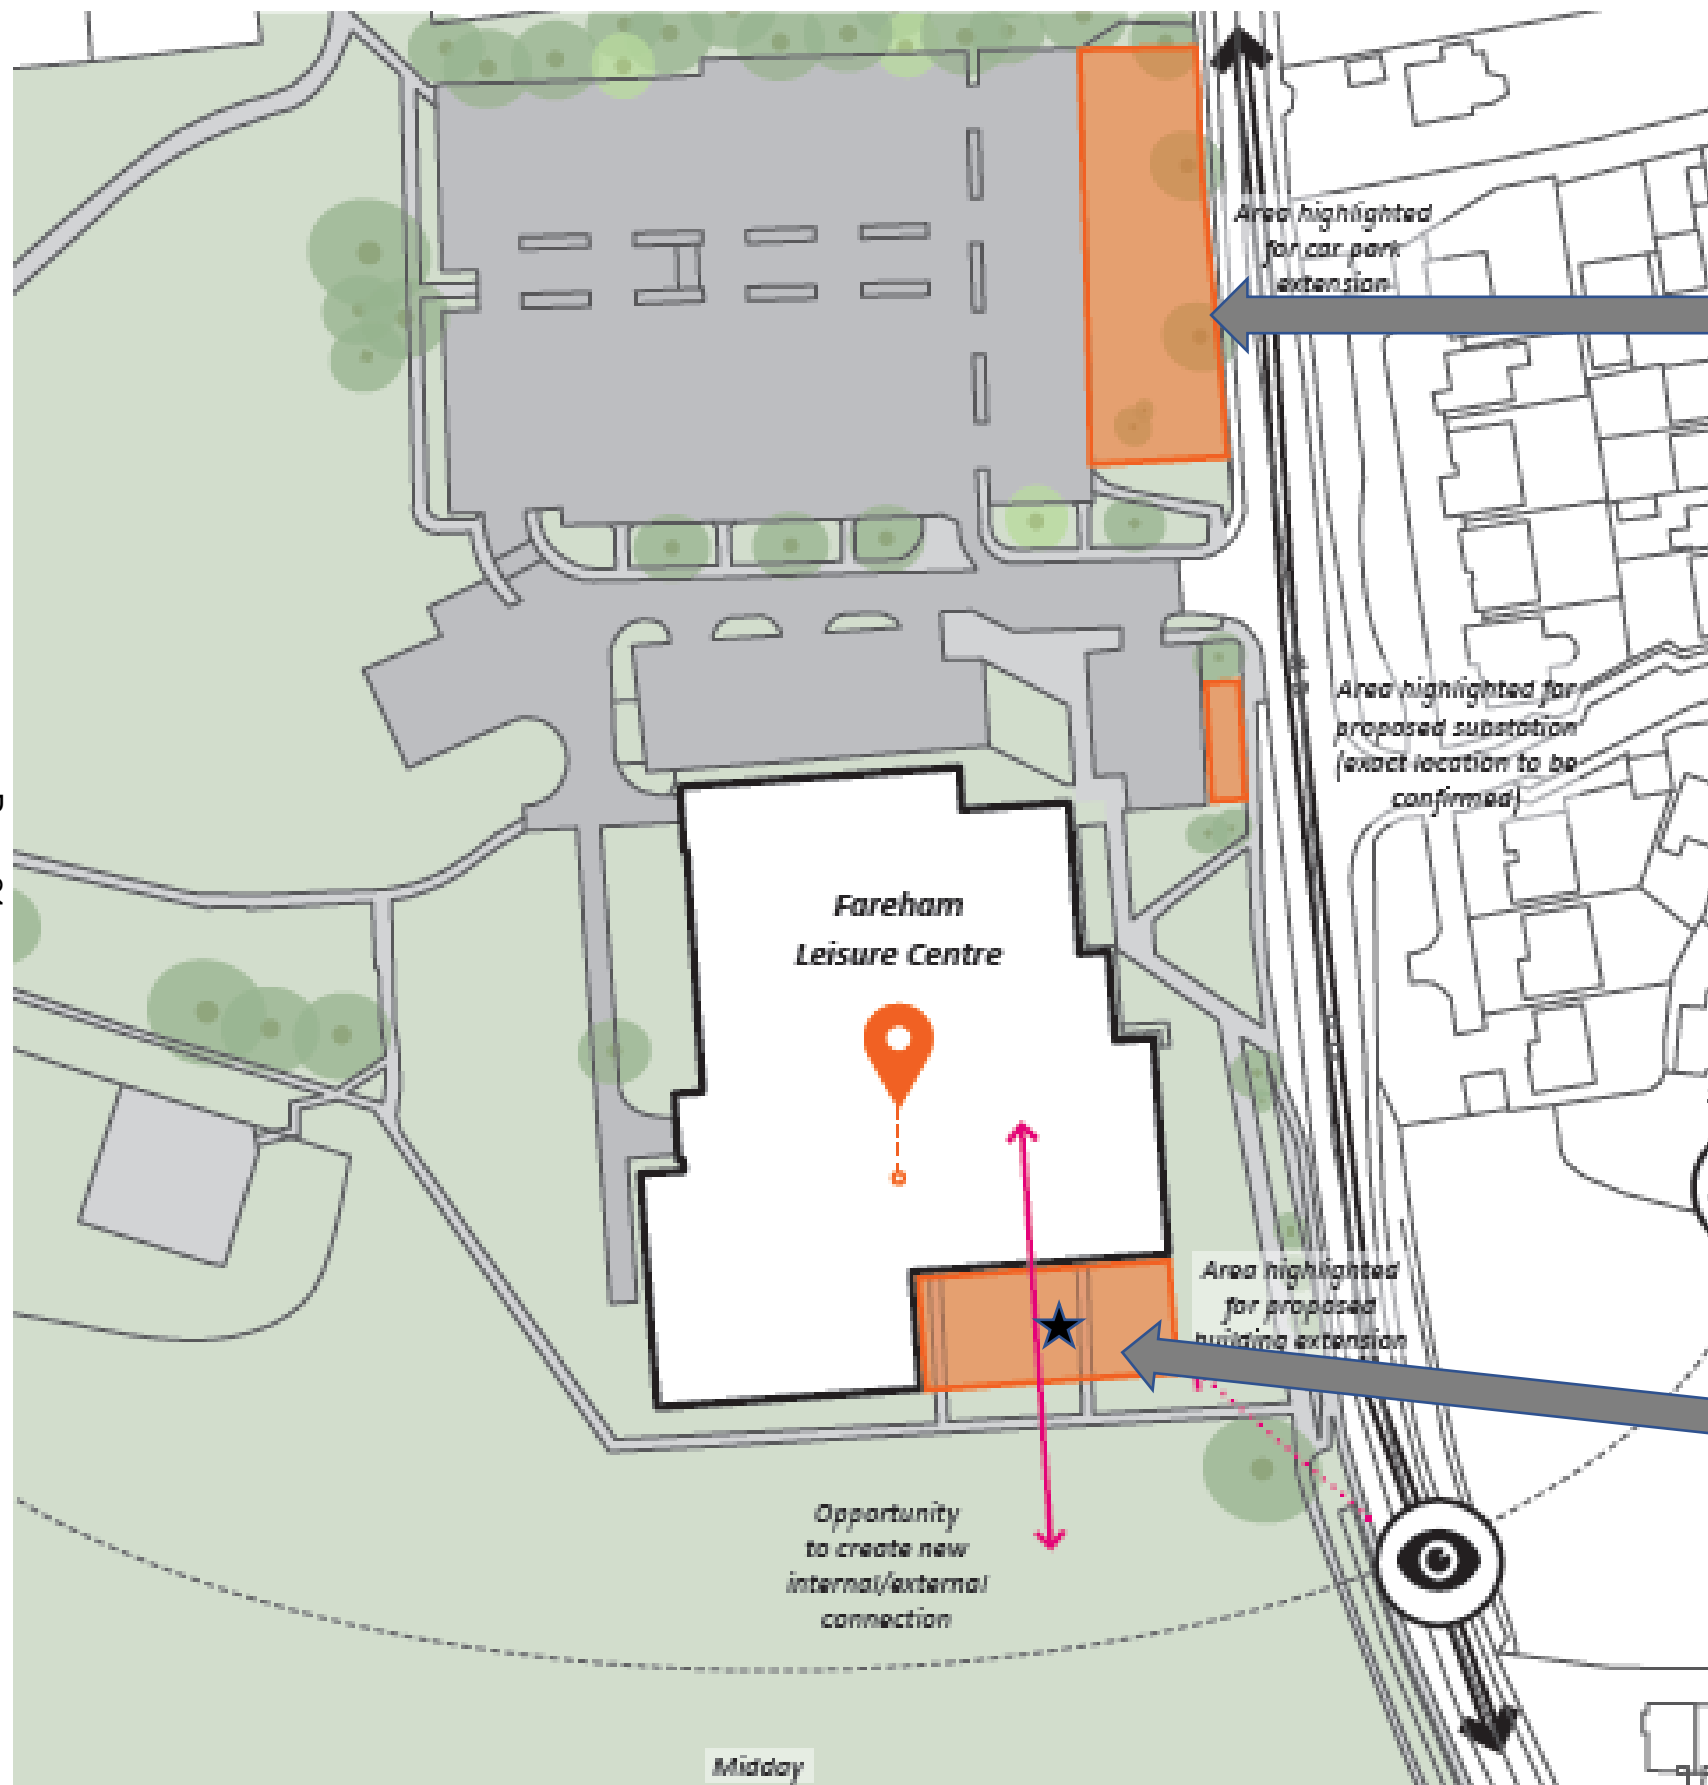 Area highlighted
for car park
extension
Area highlighted for
proposed substation
(exact location to be
confirmed)
Fareham
Leisure Centre
Area highlighted
for proposed
building extension
Opportunity
to create new
internal/external
connection
Midday